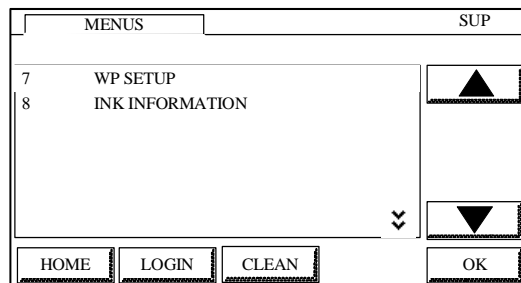 MENUS SUP
7 WP SETUP
8 INK INFORMATION
HOME LOGIN CLEAN OK